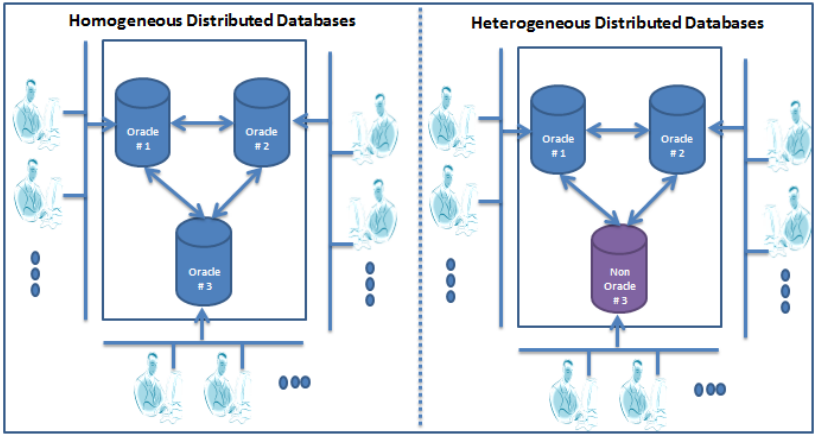 Homogeneous Distributed Databases
Oracle
# 1
Oracle
# 2
Oracle
# 3
Heterogeneous Distributed Databases
Oracle
# 1
Oracle
# 2
Non
Oracle
# 3